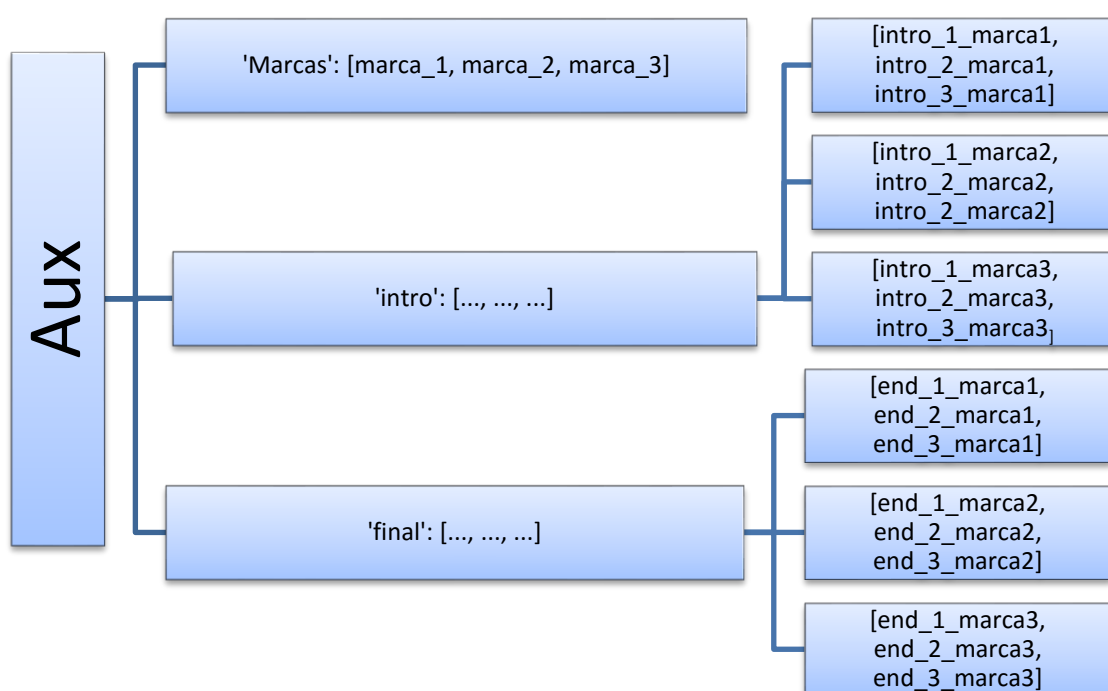 Aux
'Marcas': [marca_1, marca_2, marca_3]
'intro': [..., ..., ...]
[intro_1_marca1,
intro_2_marca1,
intro_3_marca1]
[intro_1_marca2,
intro_2_marca2,
intro_2_marca2]
[intro_1_marca3,
intro_2_marca3,
intro_3_marca3]
'final': [..., ..., ...]
[end_1_marca1,
end_2_marca1,
end_3_marca1]
[end_1_marca2,
end_2_marca2,
end_3_marca2]
[end_1_marca3,
end_2_marca3,
end_3_marca3]